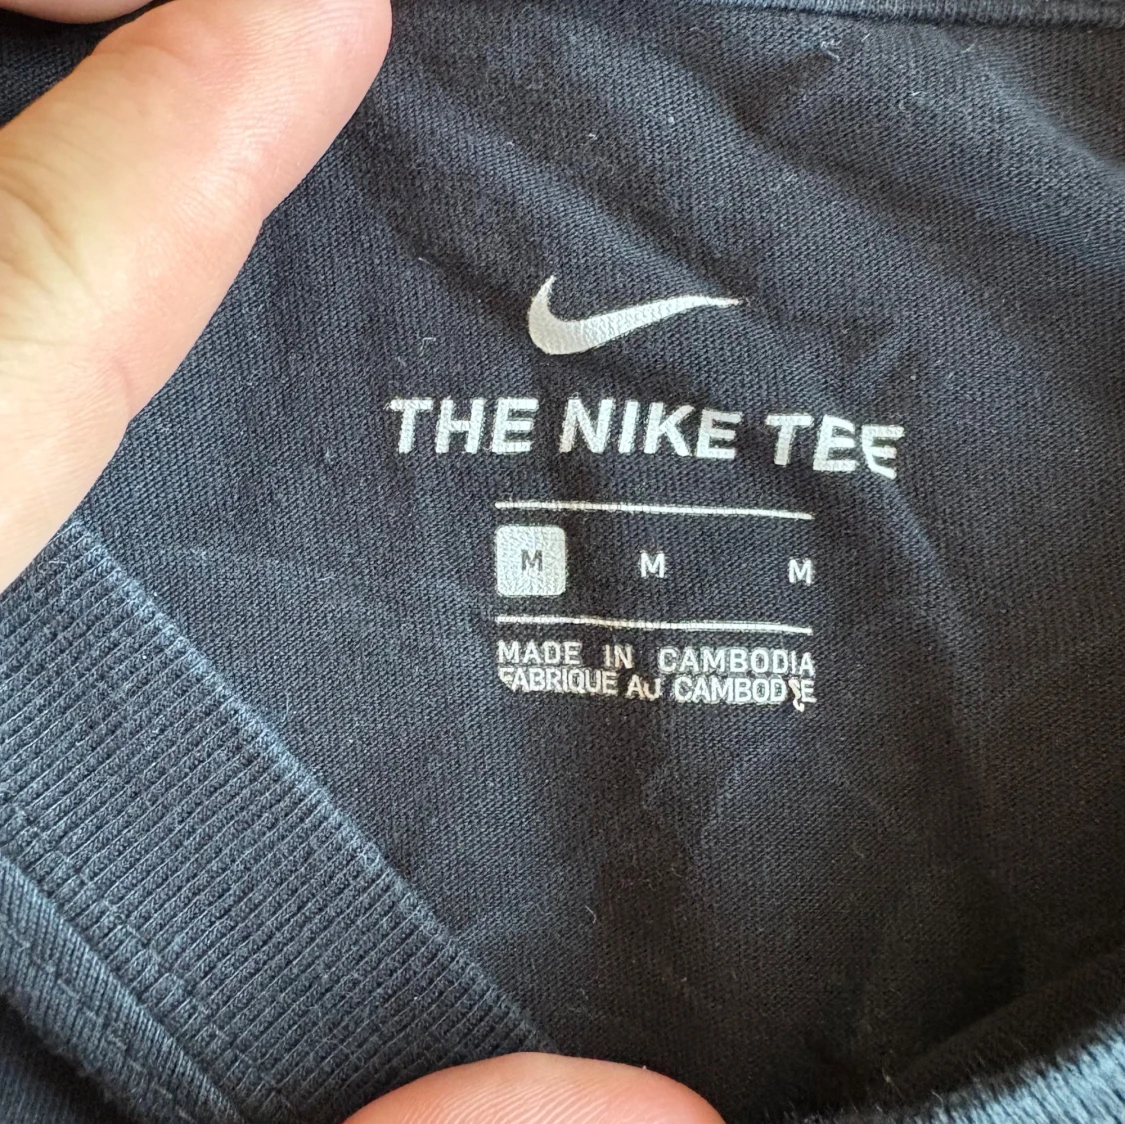 THE NIKE TEE
M M M
MADE IN CAMBODIA
FABRIQUE AU CAMBODGE